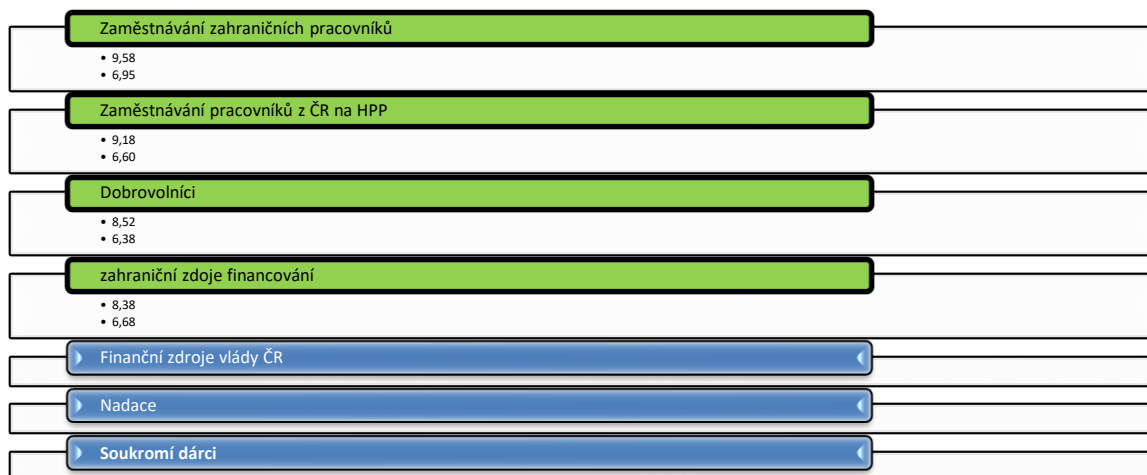 Zaměstnávání zahraničních pracovníků
• 9,58
• 6,95
Zaměstnávání pracovníků z ČR na HPP
• 9,18
• 6,60
Dobrovolníci
• 8,52
• 6,38
zahraniční zdoje financování
• 8,38
• 6,68
Finanční zdroje vlády ČR
Nadace
Soukromí dárci